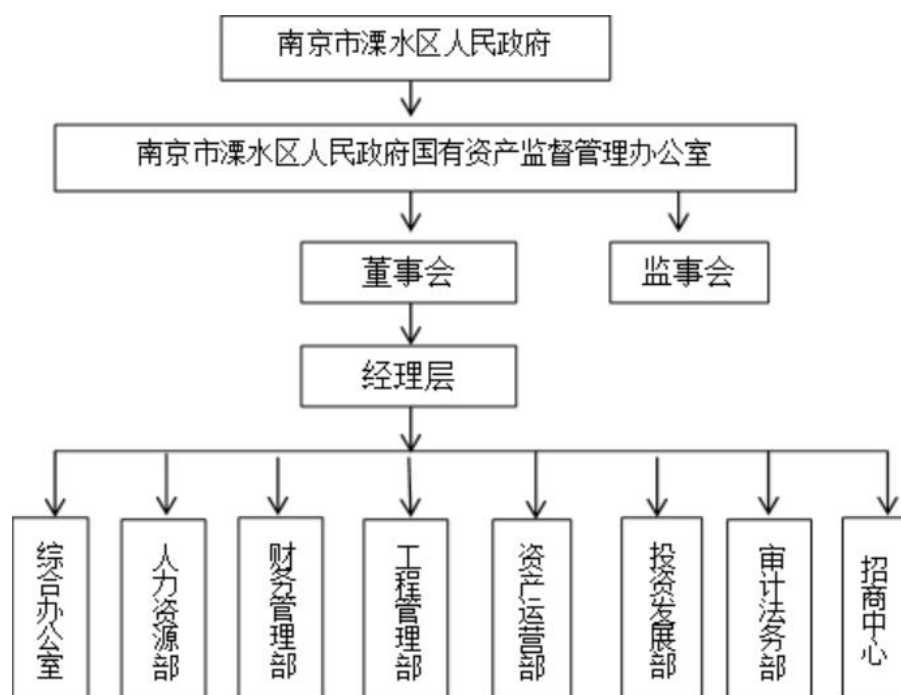 南京市溧水区人民政府
南京市溧水区人民政府国有资产监督管理办公室
董事会
监事会
经理层
综合办公室
人力资源部
财务管理部
工程管理部
资产运营部
投资发展部
审计法务部
招商中心